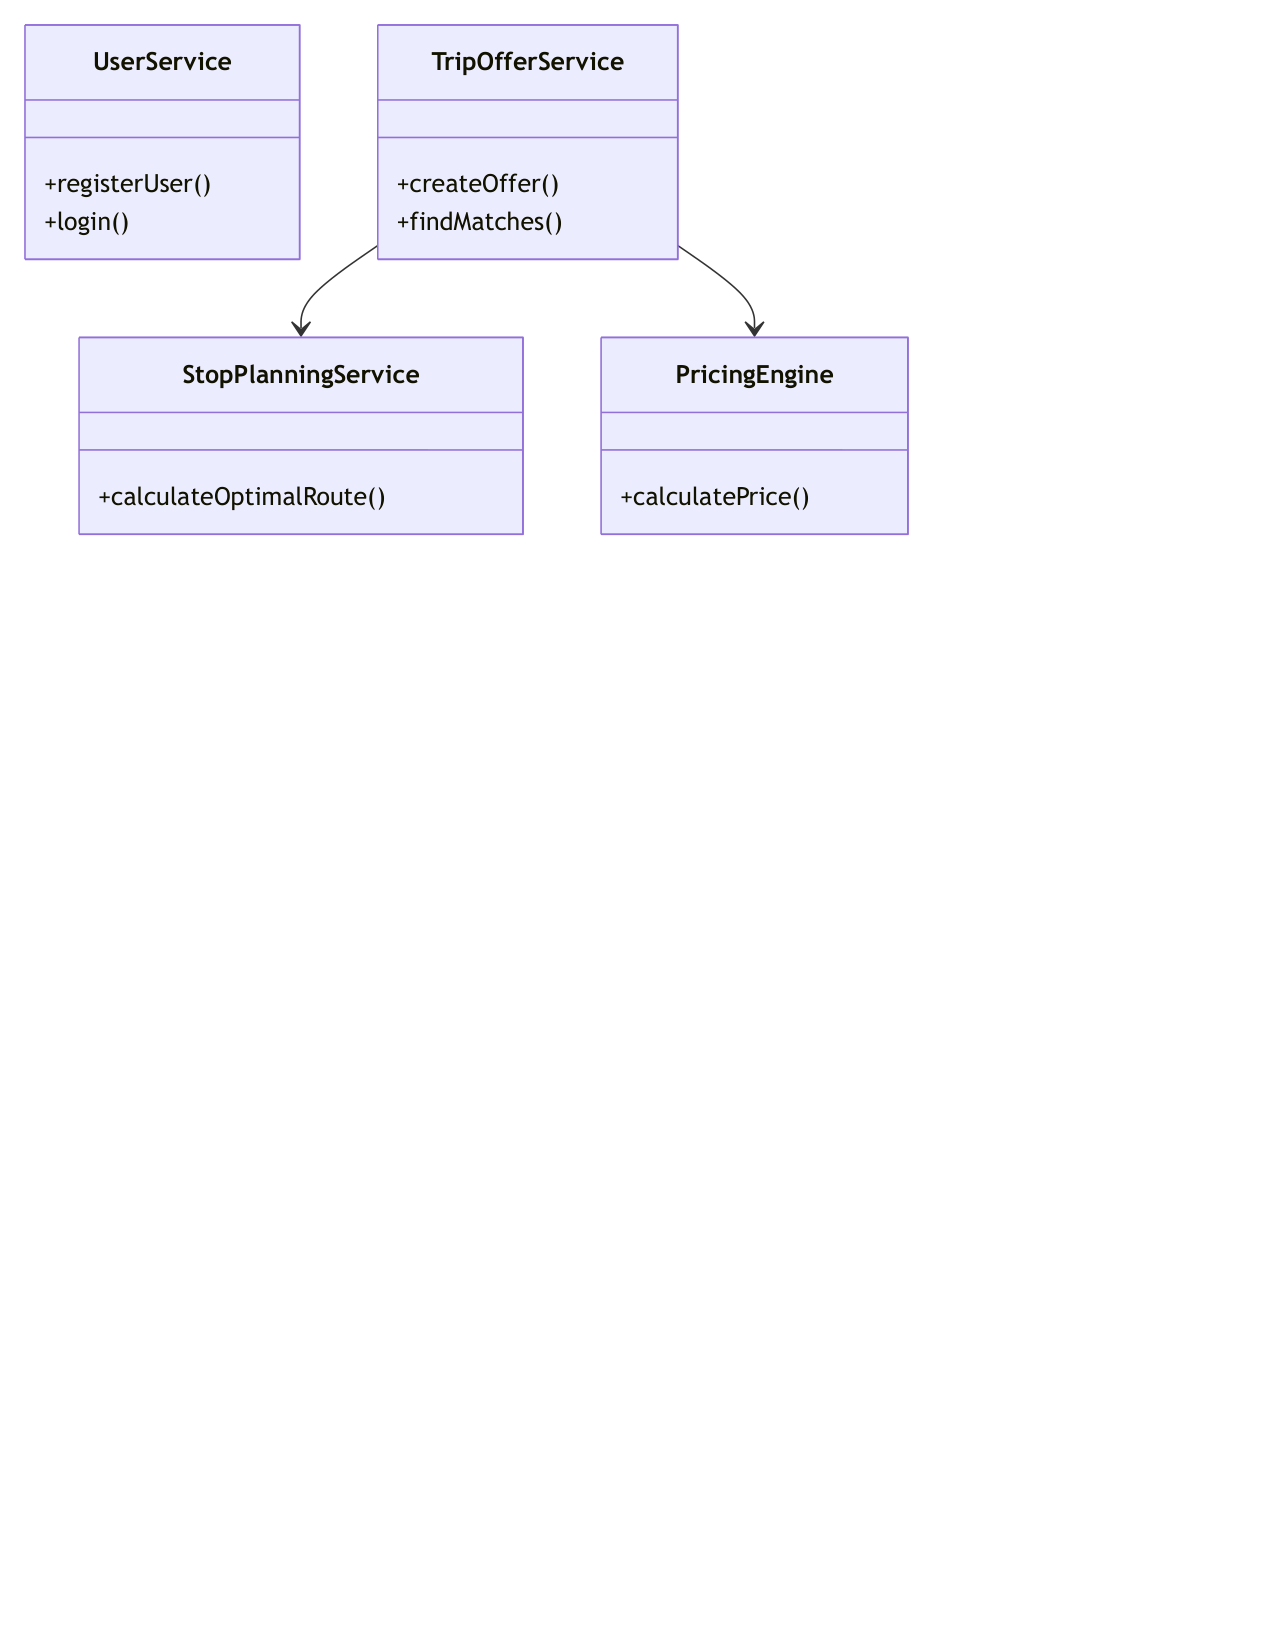 UserService
+registerUser()
+login()
TripOfferService
+createOffer()
+findMatches()
StopPlanningService
+calculateOptimalRoute()
PricingEngine
+calculatePrice()